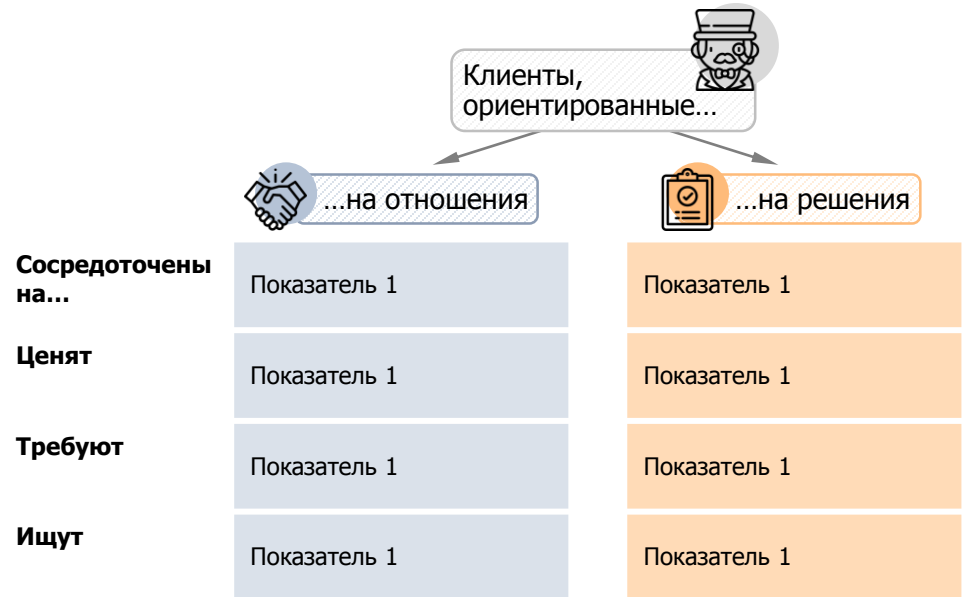 Клиенты,
ориентированные...
...на отношения
...на решения
Сосредоточены
на...
Показатель 1
Показатель 1
Ценят
Показатель 1
Показатель 1
Требуют
Показатель 1
Показатель 1
Ищут
Показатель 1
Показатель 1